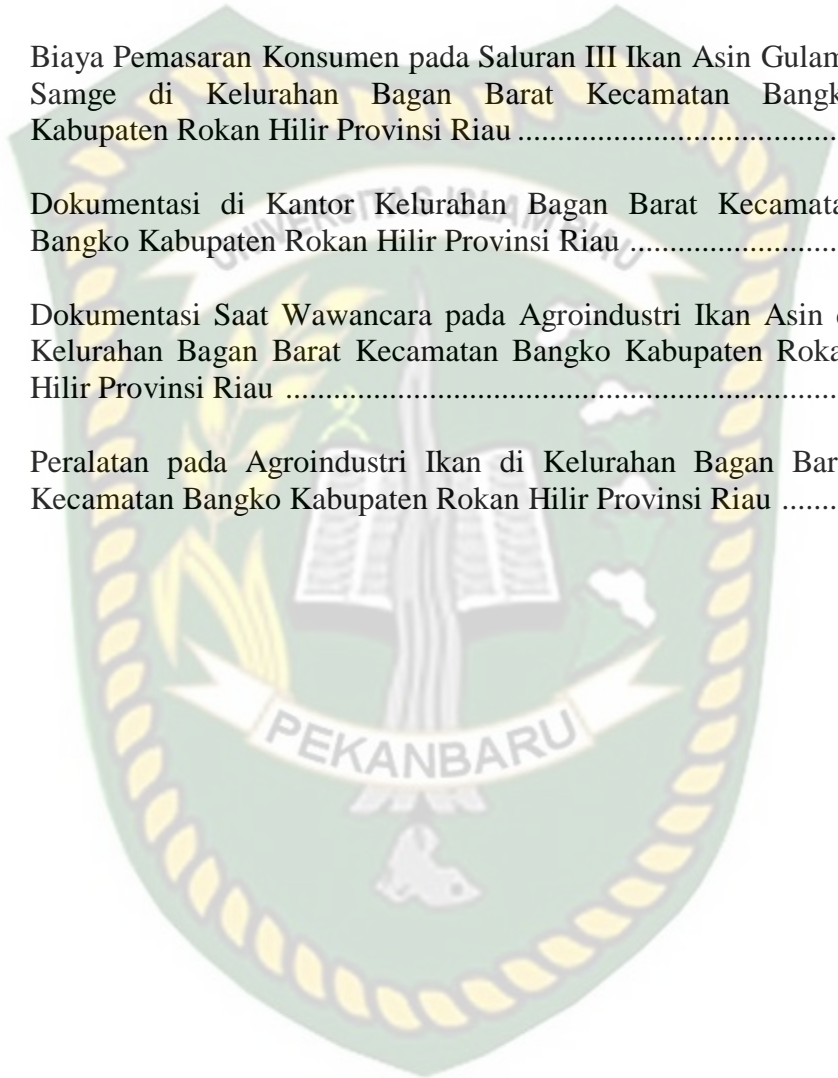 Biaya Pemasaran Konsumen pada Saluran III Ikan Asin Gulam
Samge di Kelurahan Bagan Barat Kecamatan Bangk
Kabupaten Rokan Hilir Provinsi Riau ........................................
UNIVERSITAS ISLAM RIAU
Dokumentasi di Kantor Kelurahan Bagan Barat Kecamata
Bangko Kabupaten Rokan Hilir Provinsi Riau ..........................
Dokumentasi Saat Wawancara pada Agroindustri Ikan Asin d
Kelurahan Bagan Barat Kecamatan Bangko Kabupaten Roka
Hilir Provinsi Riau ......................................................................
Peralatan pada Agroindustri Ikan di Kelurahan Bagan Bar
Kecamatan Bangko Kabupaten Rokan Hilir Provinsi Riau .......
PEKANBARU